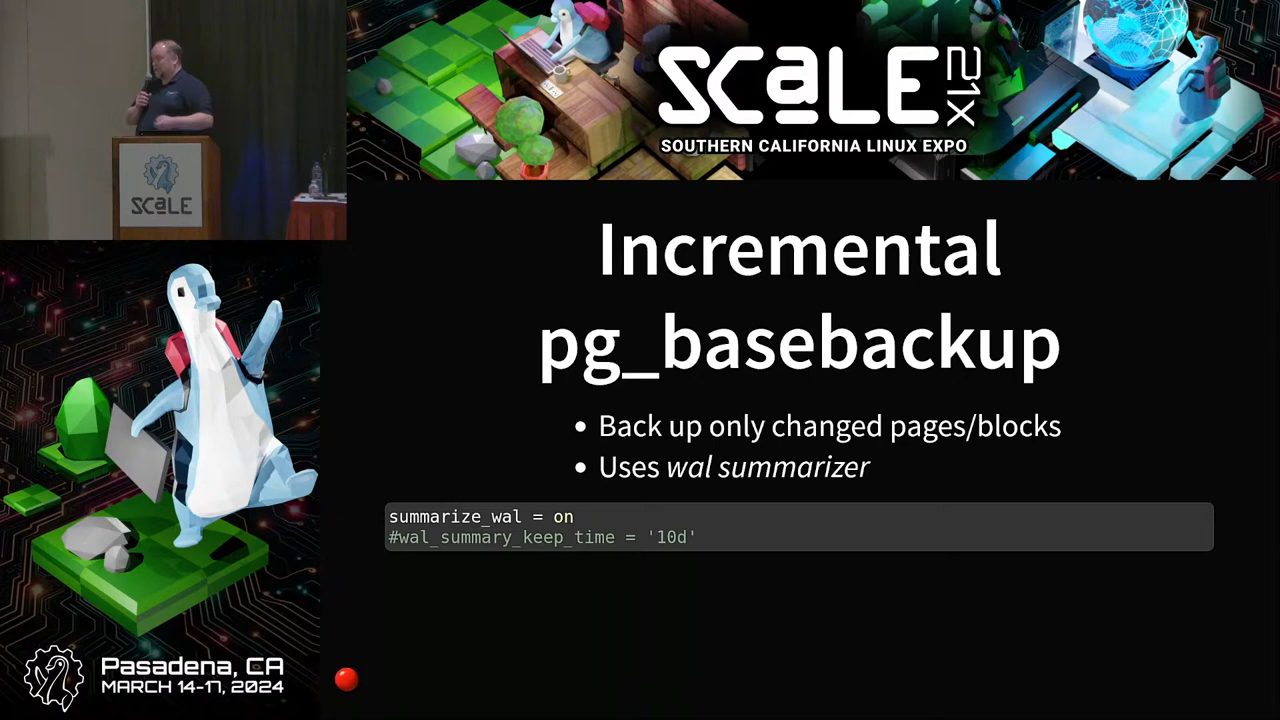 SCALE 21X
SOUTHERN CALIFORNIA LINUX EXPO
SCALE
Incremental
pg_basebackup
• Back up only changed pages/blocks
• Uses wal summarizer
summarize_wal = on
#wal_summary_keep_time = '10d'
Pasadena, CA
MARCH 14-17, 2024